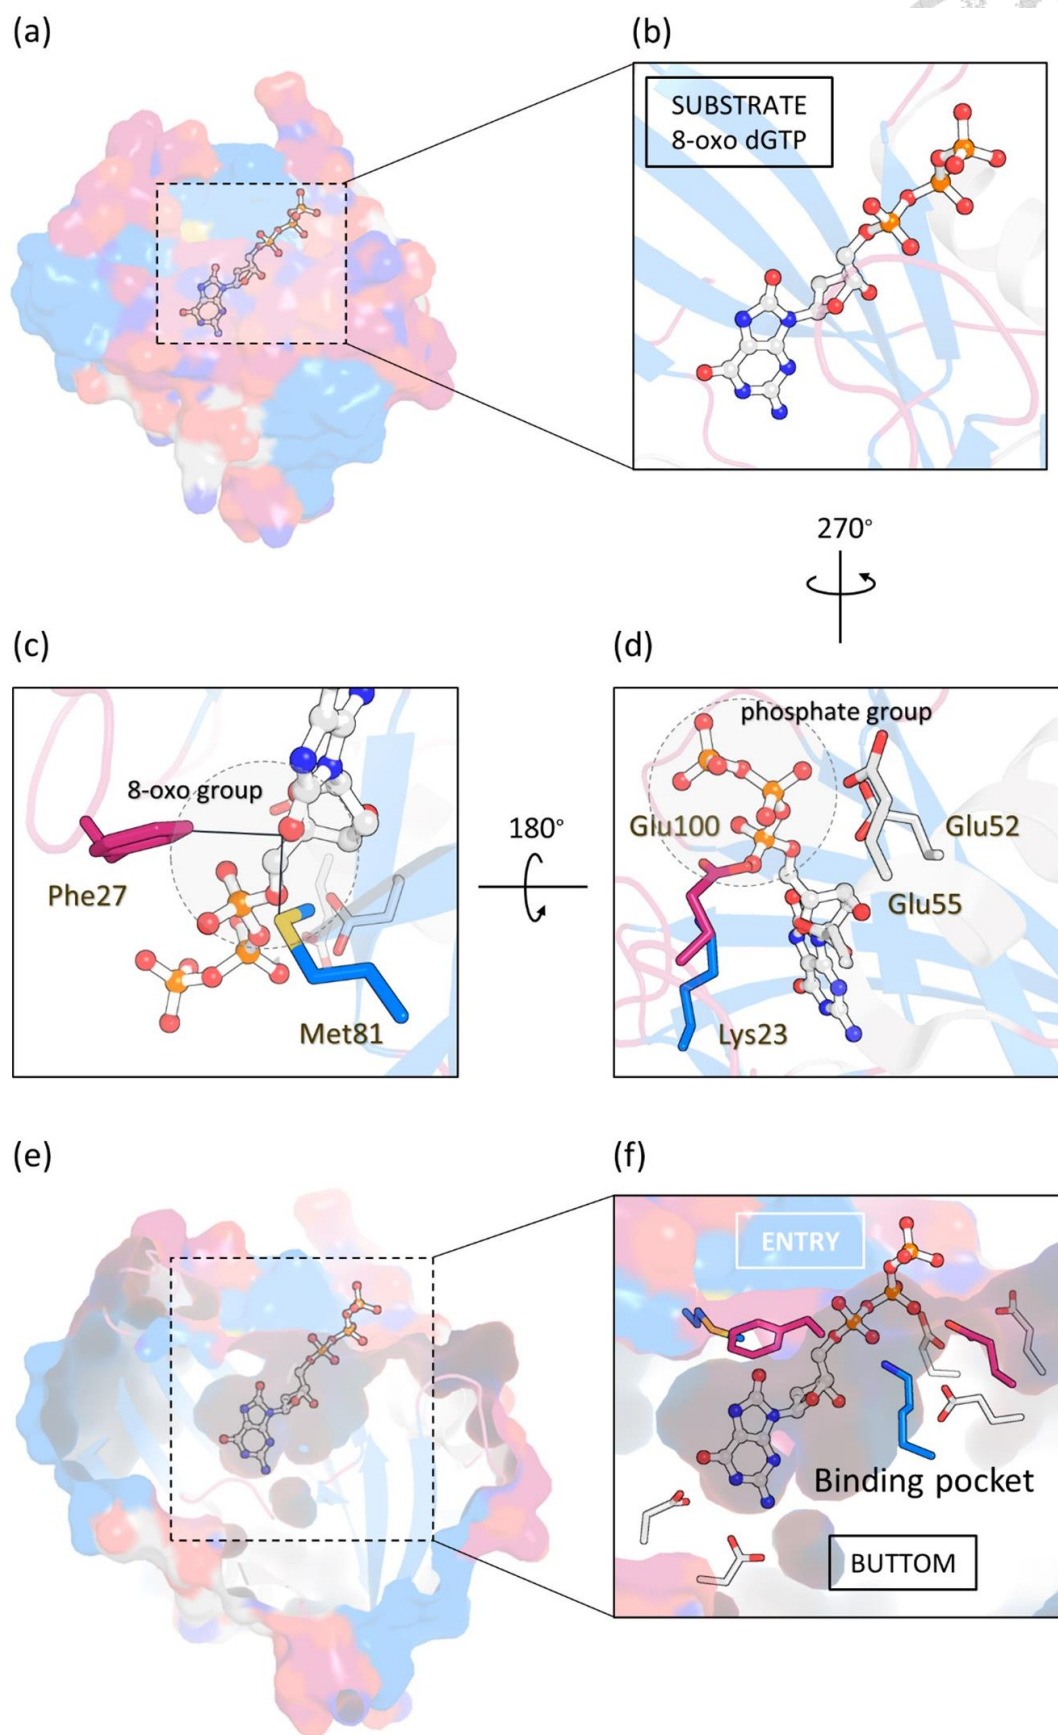 (a)
(b)
SUBSTRATE
8-oxo dGTP
270°
(c)
(d)
8-oxo group
Phe27
Met81
180°
phosphate group
Glu100
Glu52
Glu55
Lys23
(e)
(f)
ENTRY
Binding pocket
BUTTOM